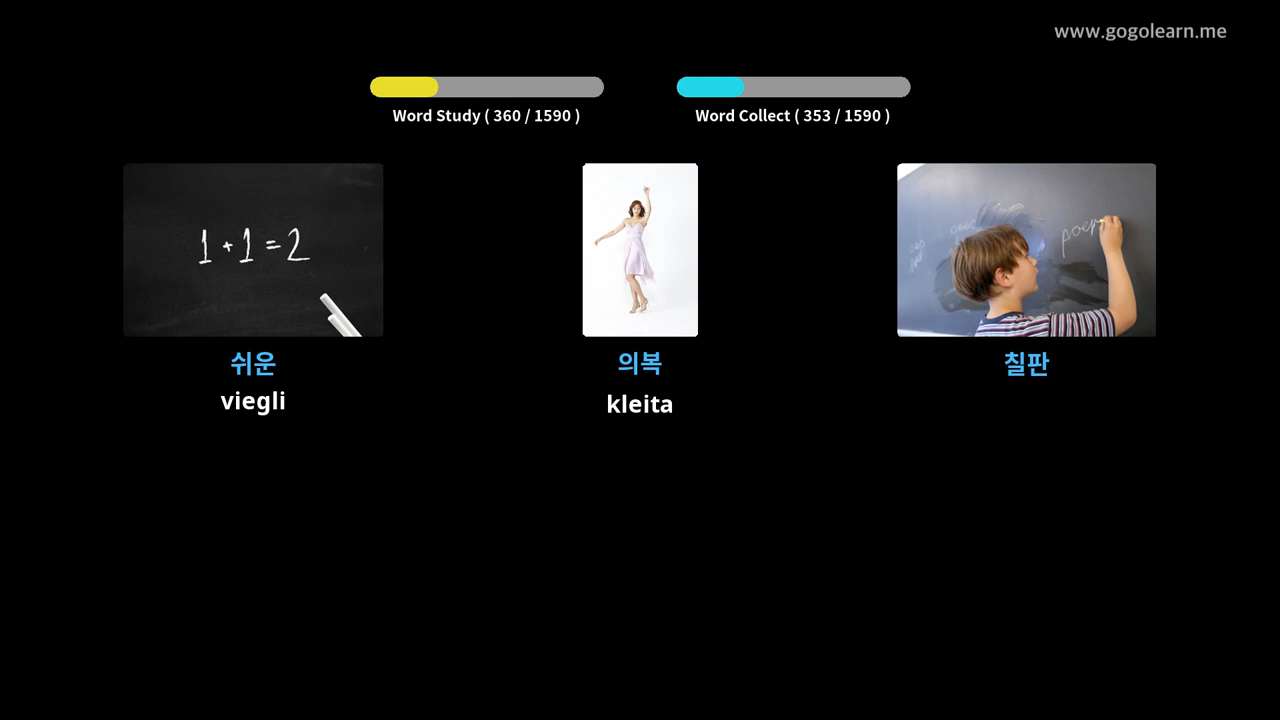 www.gogolearn.me
Word Study ( 360 / 1590 )
Word Collect ( 353 / 1590 )
1 + 1 = 2
poem
쉬운
의복
칠판
viegli
kleita